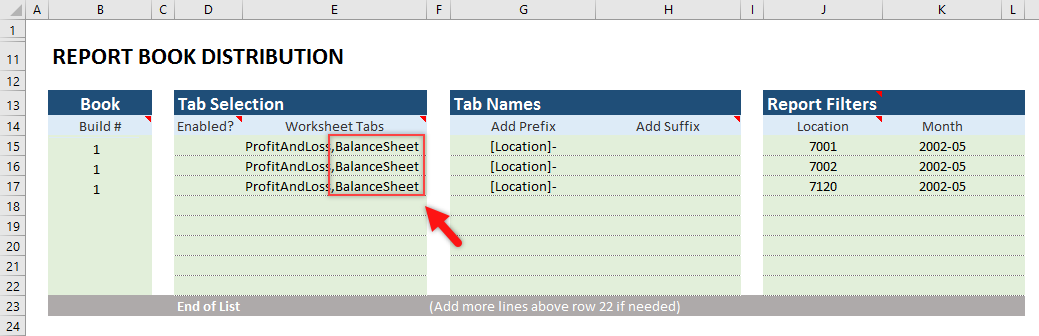 A B C D E F G H I J K L
1
11 REPORT BOOK DISTRIBUTION
12
13 Book Tab Selection Tab Names Report Filters
14 Build # Enabled? Worksheet Tabs Add Prefix Add Suffix Location Month
15 1 ProfitAndLoss,BalanceSheet [Location]- 7001 2002-05
16 1 ProfitAndLoss,BalanceSheet [Location]- 7002 2002-05
17 1 ProfitAndLoss,BalanceSheet [Location]- 7120 2002-05
18
19
20
21
22
23 End of List (Add more lines above row 22 if needed)
24